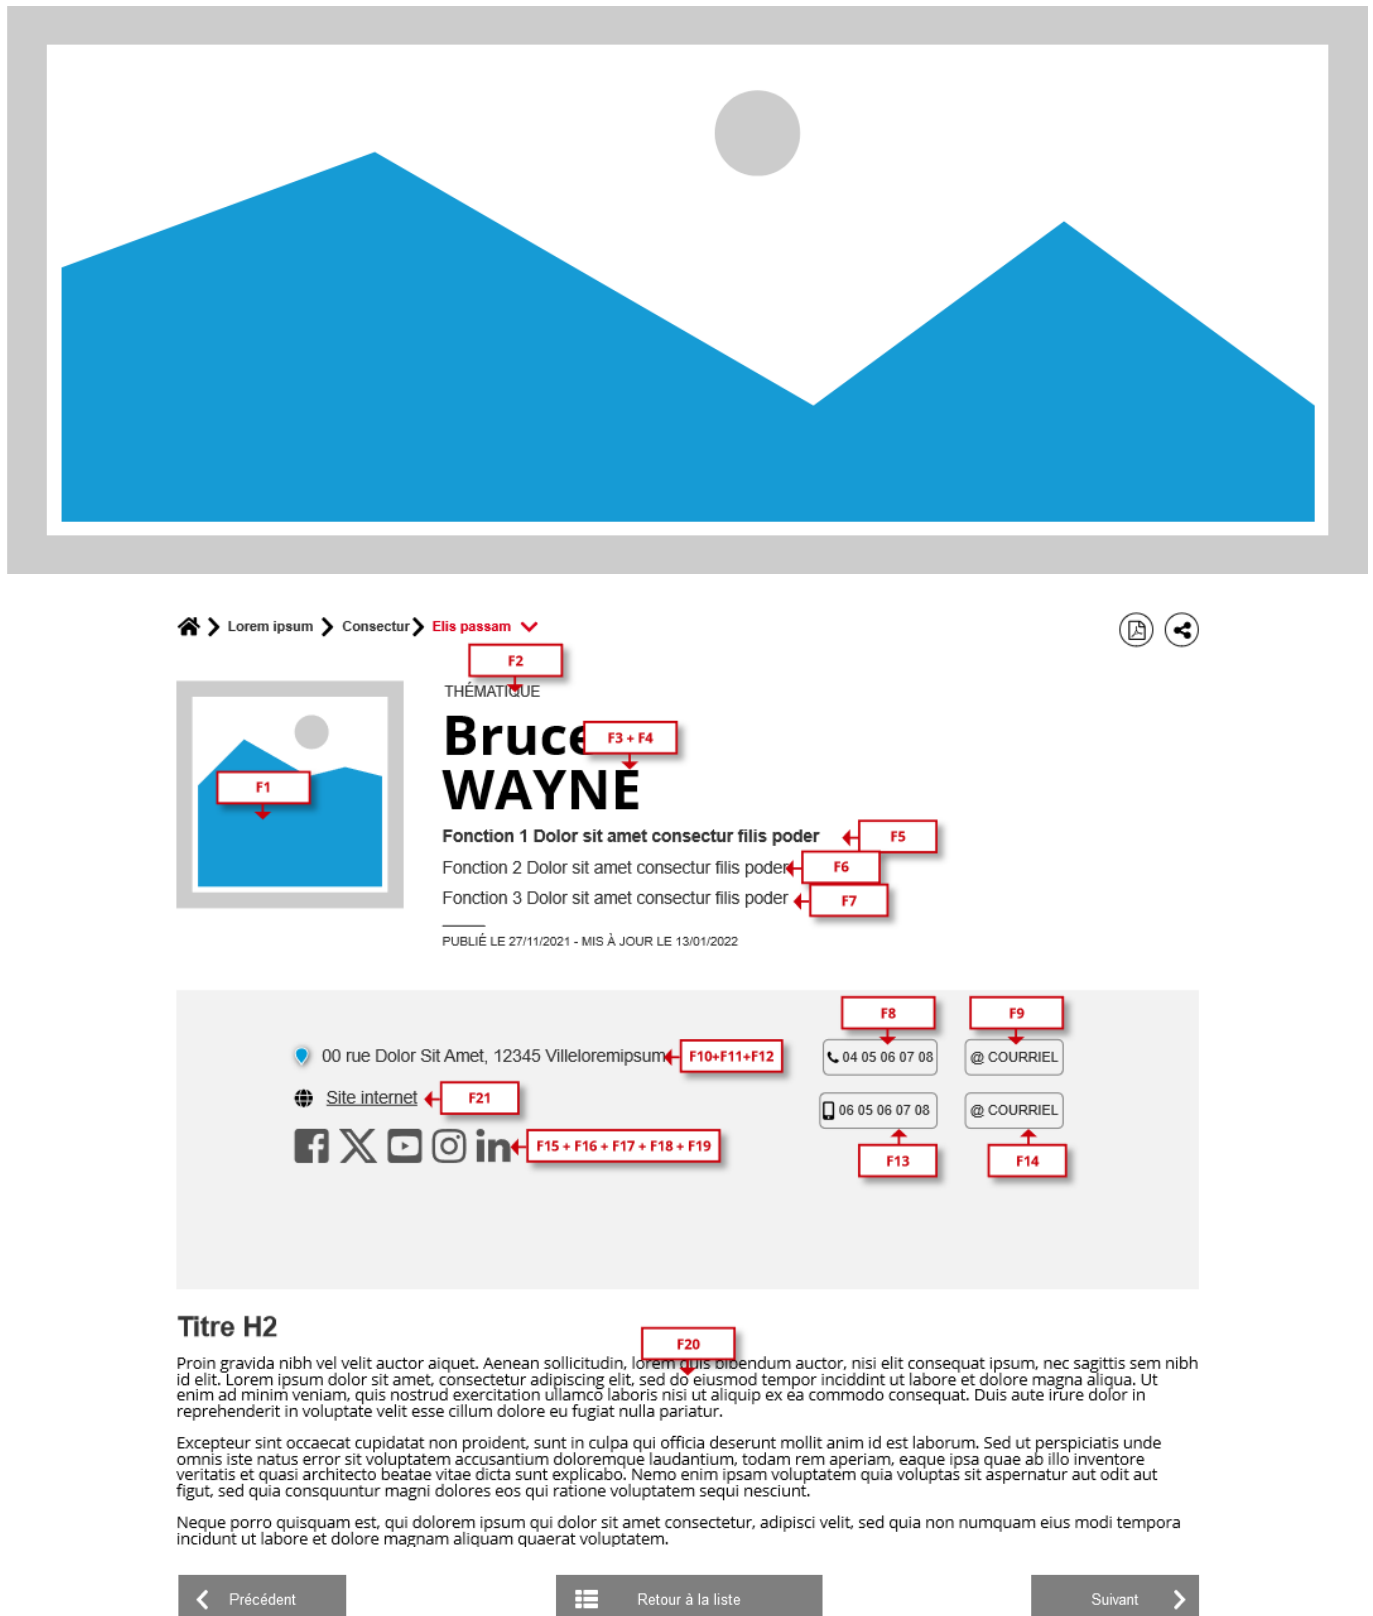 Lorem ipsum Consectur Elis passam
F2
THÉMATIQUE
Bruce
F3 + F4
WAYNE
F1
Fonction 1 Dolor sit amet consectur filis poder
F5
Fonction 2 Dolor sit amet consectur filis poder
F6
Fonction 3 Dolor sit amet consectur filis poder
F7
PUBLIÉ LE 27/11/2021 - MIS À JOUR LE 13/01/2022
F8
F9
00 rue Dolor Sit Amet, 12345 Villeloremipsum
F10+F11+F12
04 05 06 07 08
@ COURRIEL
Site internet
F21
06 05 06 07 08
@ COURRIEL
F15 + F16 + F17 + F18 + F19
F13
F14
Titre H2
F20
Proin gravida nibh vel velit auctor aiquet. Aenean sollicitudin, lorem quis bibendum auctor, nisi elit consequat ipsum, nec sagittis sem nibh
id elit. Lorem ipsum dolor sit amet, consectetur adipiscing elit, sed do eiusmod tempor inciddint ut labore et dolore magna aliqua. Ut
enim ad minim veniam, quis nostrud exercitation ullamco laboris nisi ut aliquip ex ea commodo consequat. Duis aute irure dolor in
reprehenderit in voluptate velit esse cillum dolore eu fugiat nulla pariatur.
Excepteur sint occaecat cupidatat non proident, sunt in culpa qui officia deserunt mollit anim id est laborum. Sed ut perspiciatis unde
omnis iste natus error sit voluptatem accusantium doloremque laudantium, todam rem aperiam, eaque ipsa quae ab illo inventore
veritatis et quasi architecto beatae vitae dicta sunt explicabo. Nemo enim ipsam voluptatem quia voluptas sit aspernatur aut odit aut
figut, sed quia consquuntur magni dolores eos qui ratione voluptatem sequi nesciunt.
Neque porro quisquam est, qui dolorem ipsum qui dolor sit amet consectetur, adipisci velit, sed quia non numquam eius modi tempora
incidunt ut labore et dolore magnam aliquam quaerat voluptatem.
Précédent
Retour à la liste
Suivant